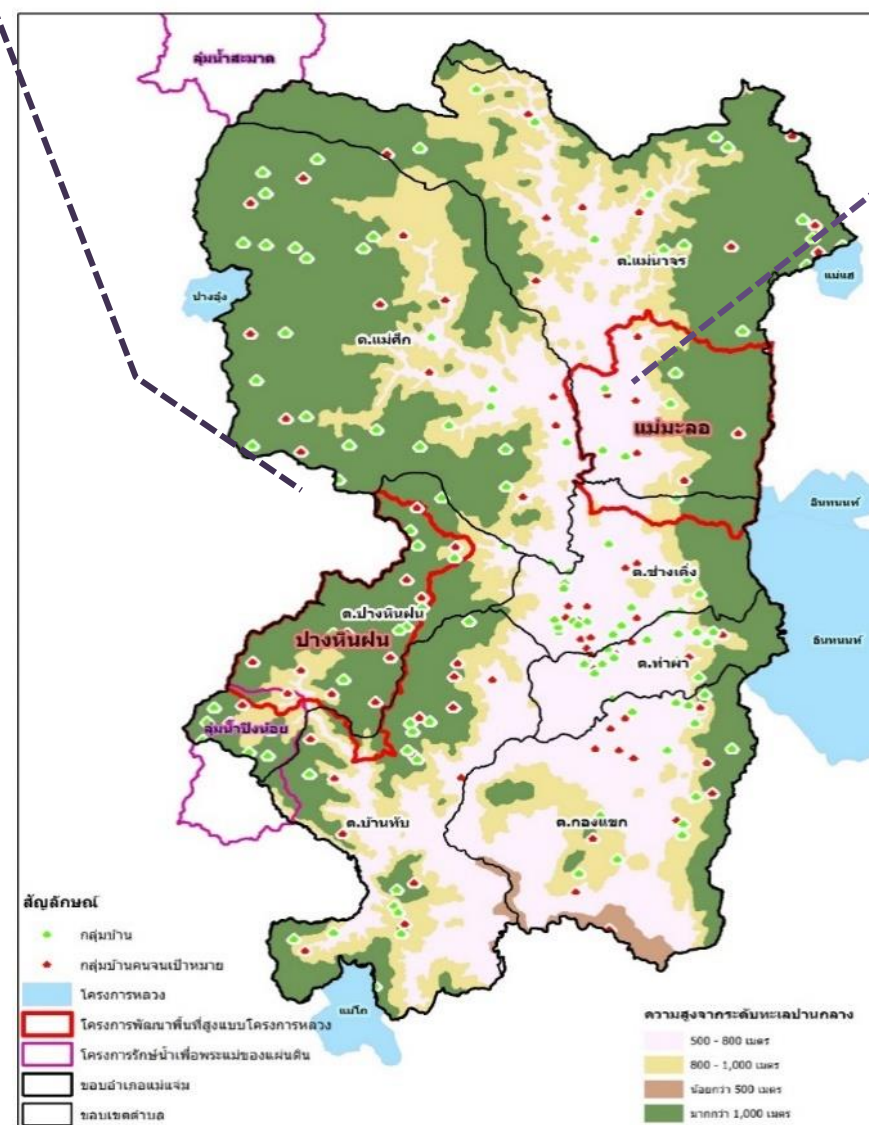 ลุ่มน้ำสะมาด
ต.แม่นาจร
แม่แฮ
ปางอุ๋ง
ต.แม่ศึก
แม่มะลอ
อินทนนท์
ต.ช่างเคิ่ง
ต.ปางหินฝน
ปางหินฝน
ต.ท่าผา
อินทนนท์
ลุ่มน้ำปิงน้อย
ต.บ้านทับ
ต.กองแขก
แม่โถ
สัญลักษณ์
กลุ่มบ้าน
กลุ่มบ้านคนจนเป้าหมาย
โครงการหลวง
โครงการพัฒนาพื้นที่สูงแบบโครงการหลวง
โครงการรักษ์น้ำเพื่อพระแม่ของแผ่นดิน
ขอบอำเภอแม่แจ่ม
ขอบเขตตำบล
ความสูงจากระดับทะเลปานกลาง
500 - 800 เมตร
800 - 1,000 เมตร
น้อยกว่า 500 เมตร
มากกว่า 1,000 เมตร